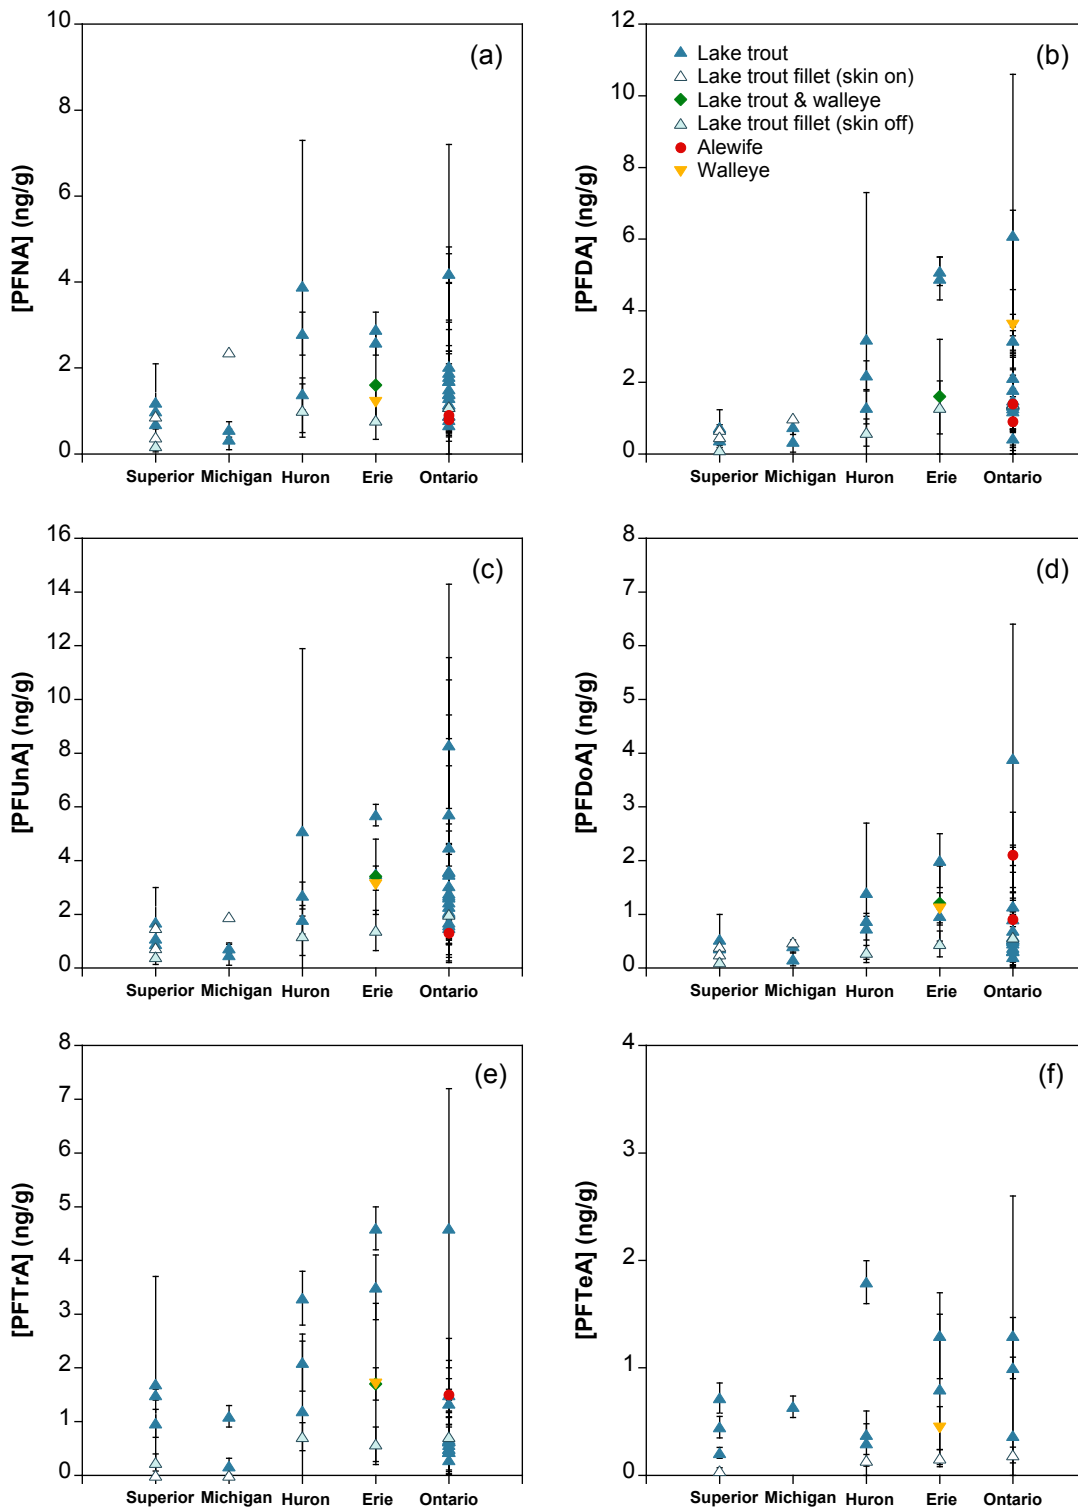 (a)
[PFNA] (ng/g)
10
8
6
4
2
0
Superior Michigan Huron Erie Ontario
(b)
[PFDA] (ng/g)
12
10
8
6
4
2
0
Lake trout
Lake trout fillet (skin on)
Lake trout & walleye
Lake trout fillet (skin off)
Alewife
Walleye
Superior Michigan Huron Erie Ontario
(c)
[PFUnA] (ng/g)
16
14
12
10
8
6
4
2
0
Superior Michigan Huron Erie Ontario
(d)
[PFDoA] (ng/g)
8
7
6
5
4
3
2
1
0
Superior Michigan Huron Erie Ontario
(e)
[PFTrA] (ng/g)
8
7
6
5
4
3
2
1
0
Superior Michigan Huron Erie Ontario
(f)
[PFTeA] (ng/g)
4
3
2
1
0
Superior Michigan Huron Erie Ontario